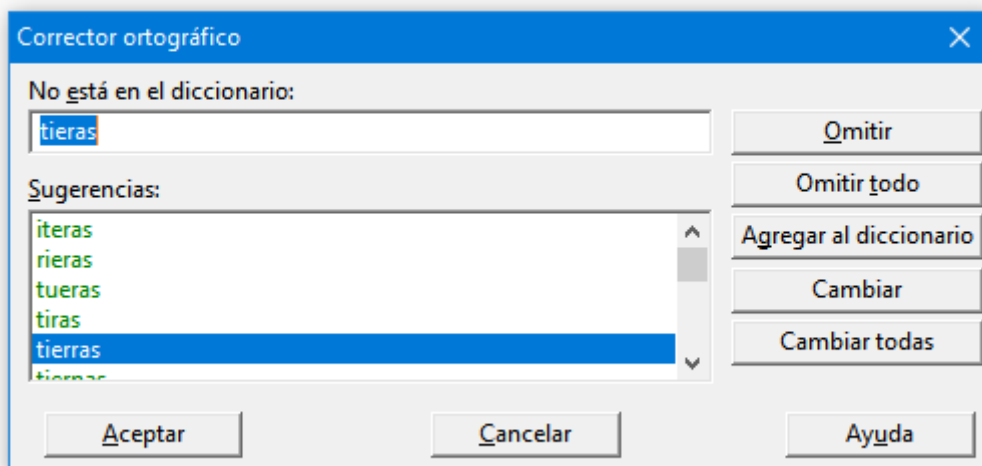 Corrector ortográfico
No está en el diccionario:
tieras
Omitir
Sugerencias:
Omitir todo
iteras
rieras
tueras
tiras
tierras
tiernas
Agregar al diccionario
Cambiar
Cambiar todas
Aceptar
Cancelar
Ayuda